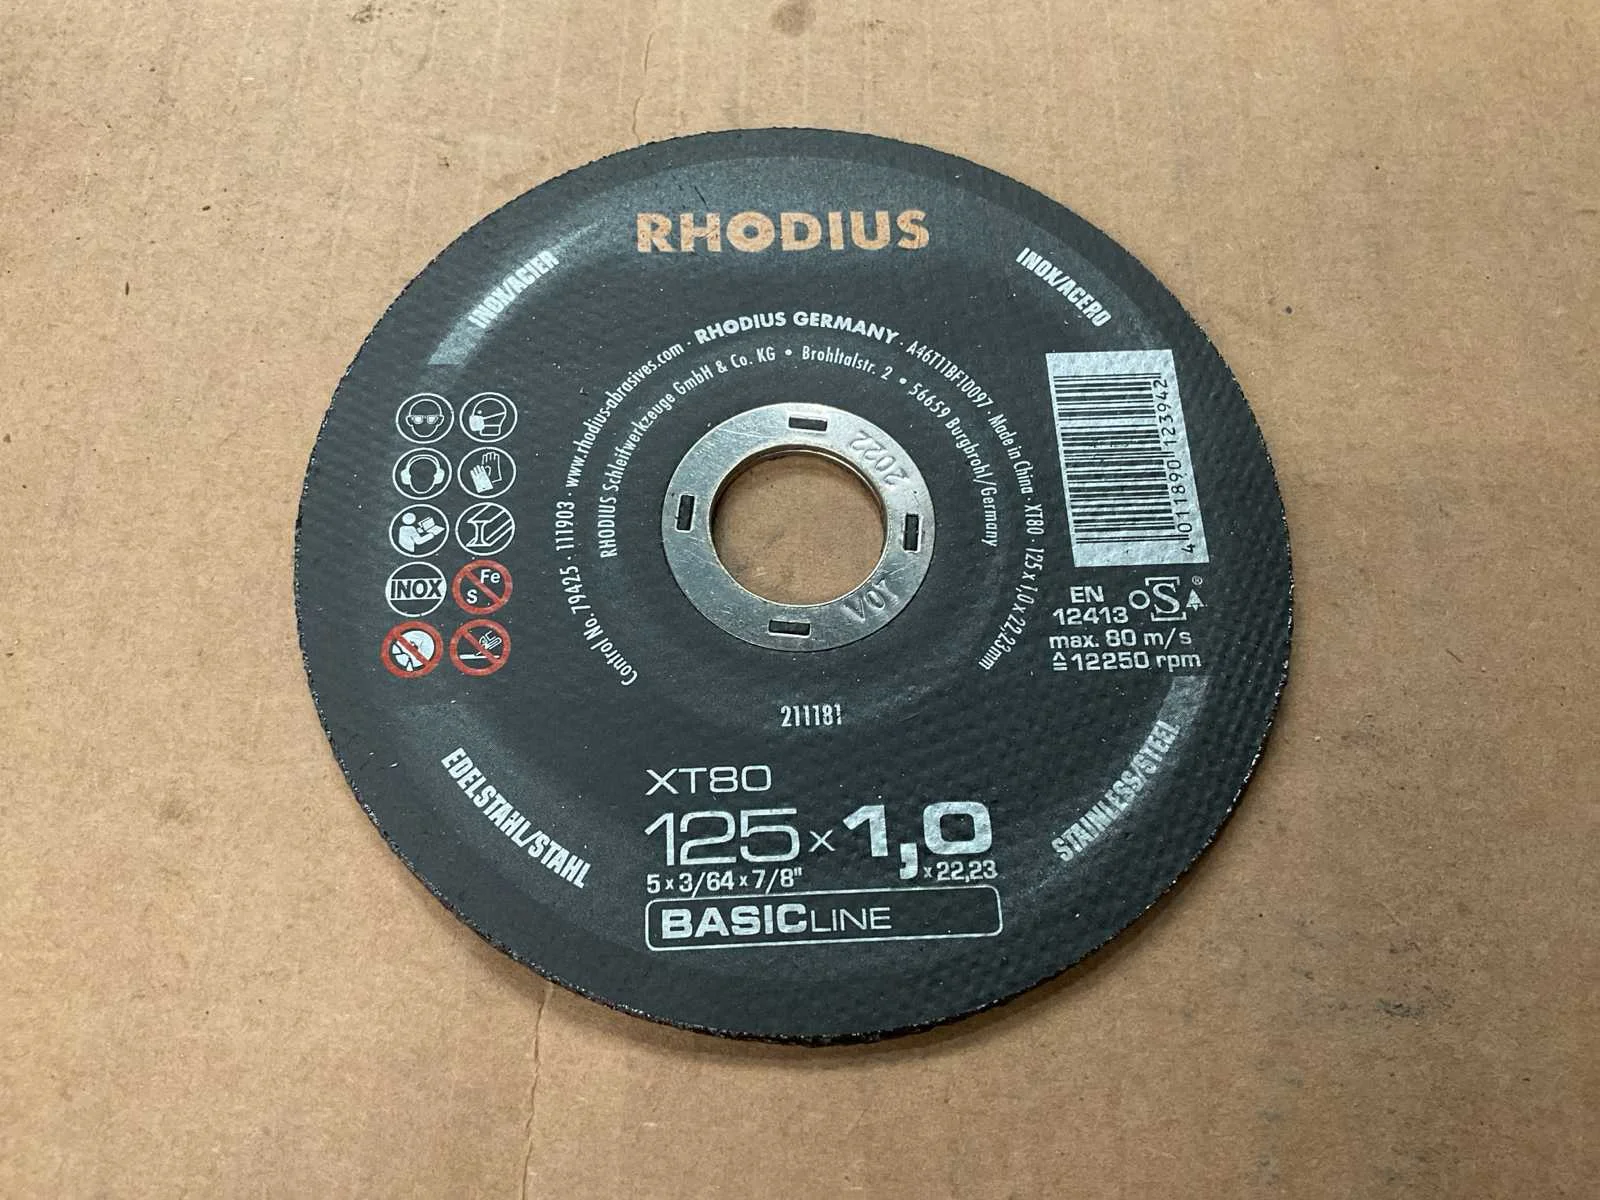 RHODIUS
INOX/ACIER
INOX/ACERO
Control No. 79425 · 111903 · www.rhodius-abrasives.com · RHODIUS GERMANY · A46T11BF10097 · Made in China · XT80 · 125 x 1,0 x 22,23mm
RHODIUS Schleifwerkzeuge GmbH & Co. KG • Brohltalstr. 2 • 56659 Burgbrohl/Germany
2022
V07
4 011890 123942
INOX
Fe
S
EN
12413
oS®
max. 80 m/s
≙12250 rpm
211181
EDELSTAHL/STAHL
STAINLESS/STEEL
XT80
125 x 1,0
5 x 3/64 x 7/8" x 22,23
BASICLINE